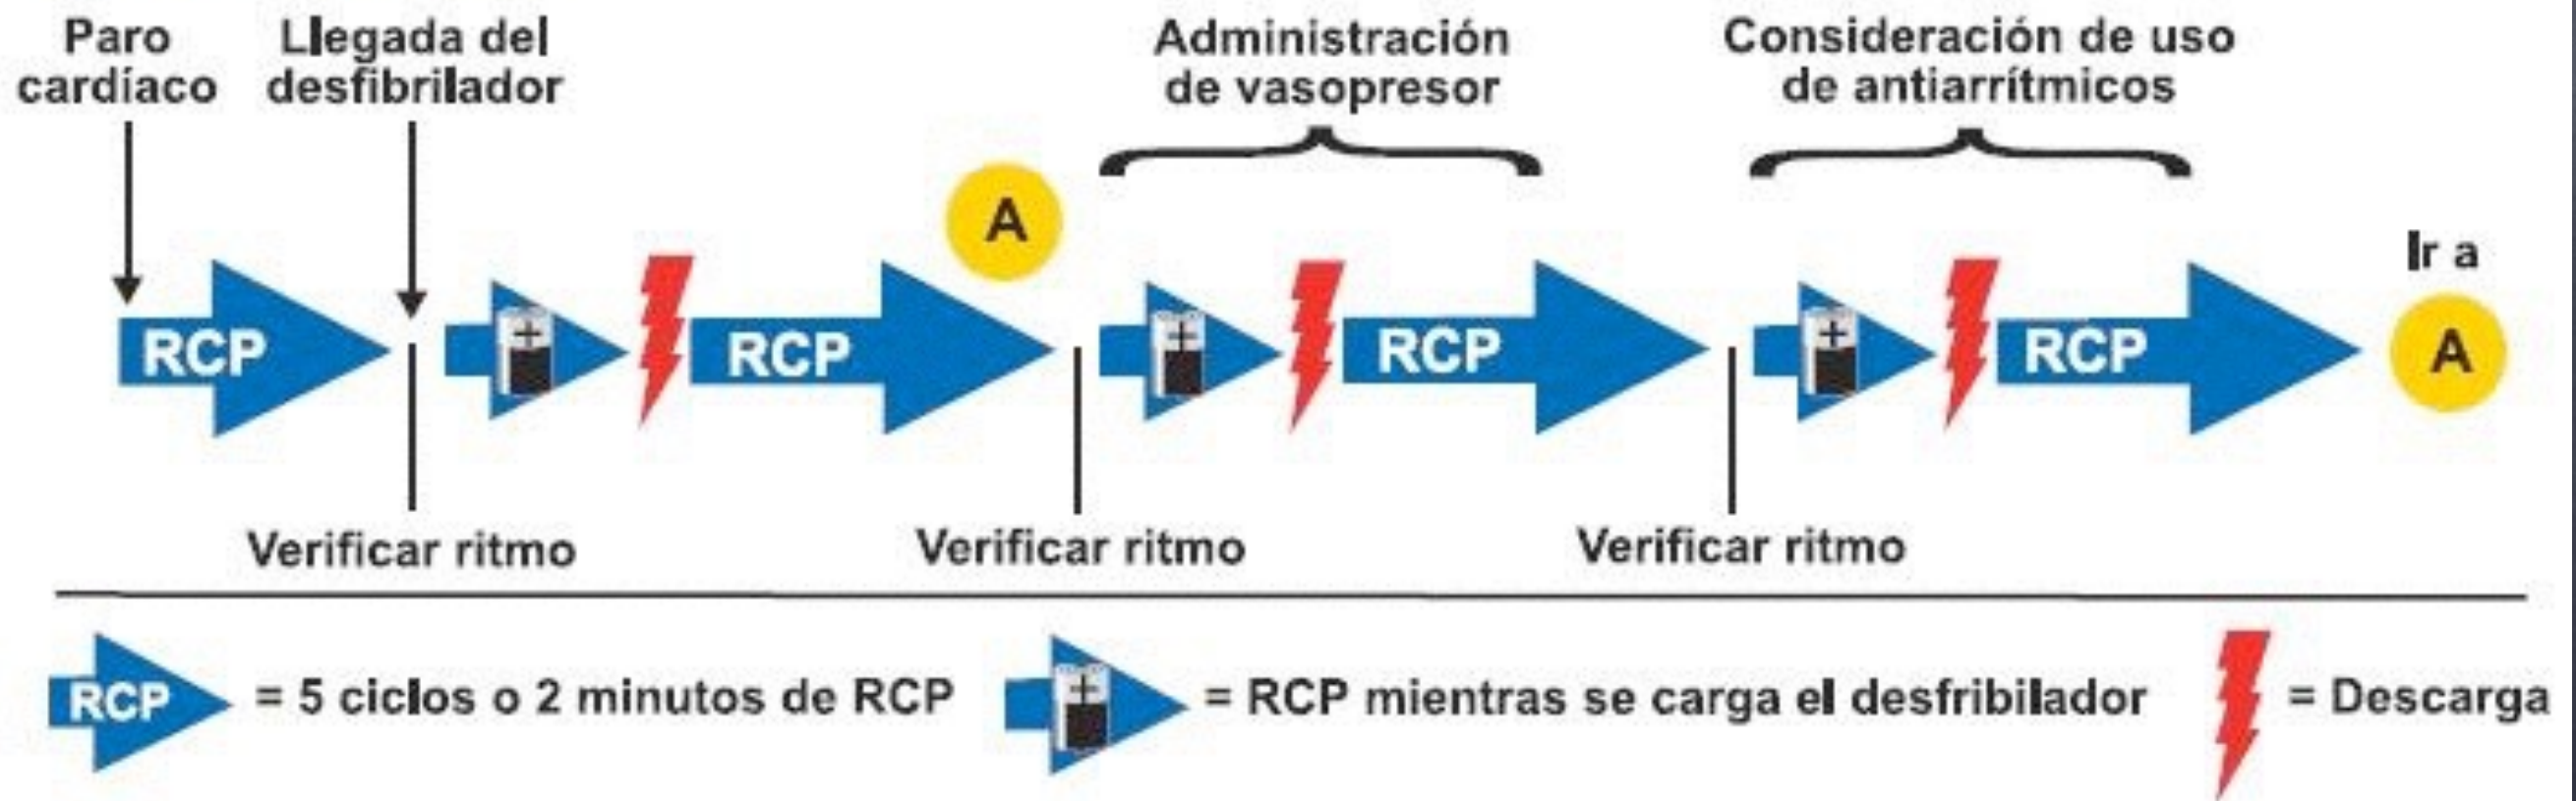 Paro
cardíaco
Llegada del
desfibrilador
Administración
de vasopresor
Consideración de uso
de antiarrítmicos
A
Ir a
RCP
RCP
RCP
RCP
A
Verificar ritmo
Verificar ritmo
Verificar ritmo
RCP = 5 ciclos o 2 minutos de RCP
= RCP mientras se carga el desfribilador
= Descarga